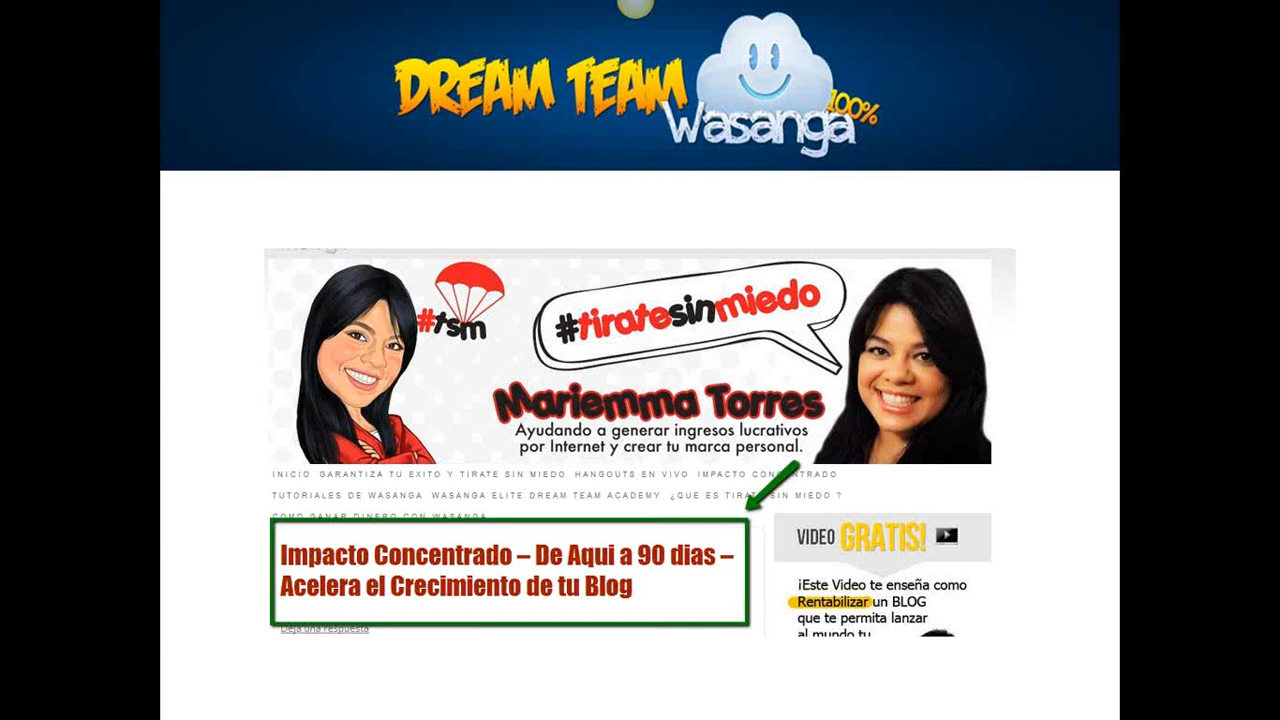 DREAM TEAM
100%
Wasanga
#tsm
#tiratesinmiedo
Mariemma Torres
Ayudando a generar ingresos lucrativos
por Internet y crear tu marca personal.
INICIO GARANTIZA TU EXITO Y TIRATE SIN MIEDO HANGOUTS EN VIVO IMPACTO CONCENTRADO
TUTORIALES DE WASANGA WASANGA ELITE DREAM TEAM ACADEMY ¿QUE ES TIRATE SIN MIEDO ?
COMO GANAR DINERO CON WASANGA
Impacto Concentrado – De Aqui a 90 dias –
Acelera el Crecimiento de tu Blog
Deja una respuesta
VIDEO GRATIS!
¡Este Video te enseña como
Rentabilizar un BLOG
que te permita lanzar
al mundo tu